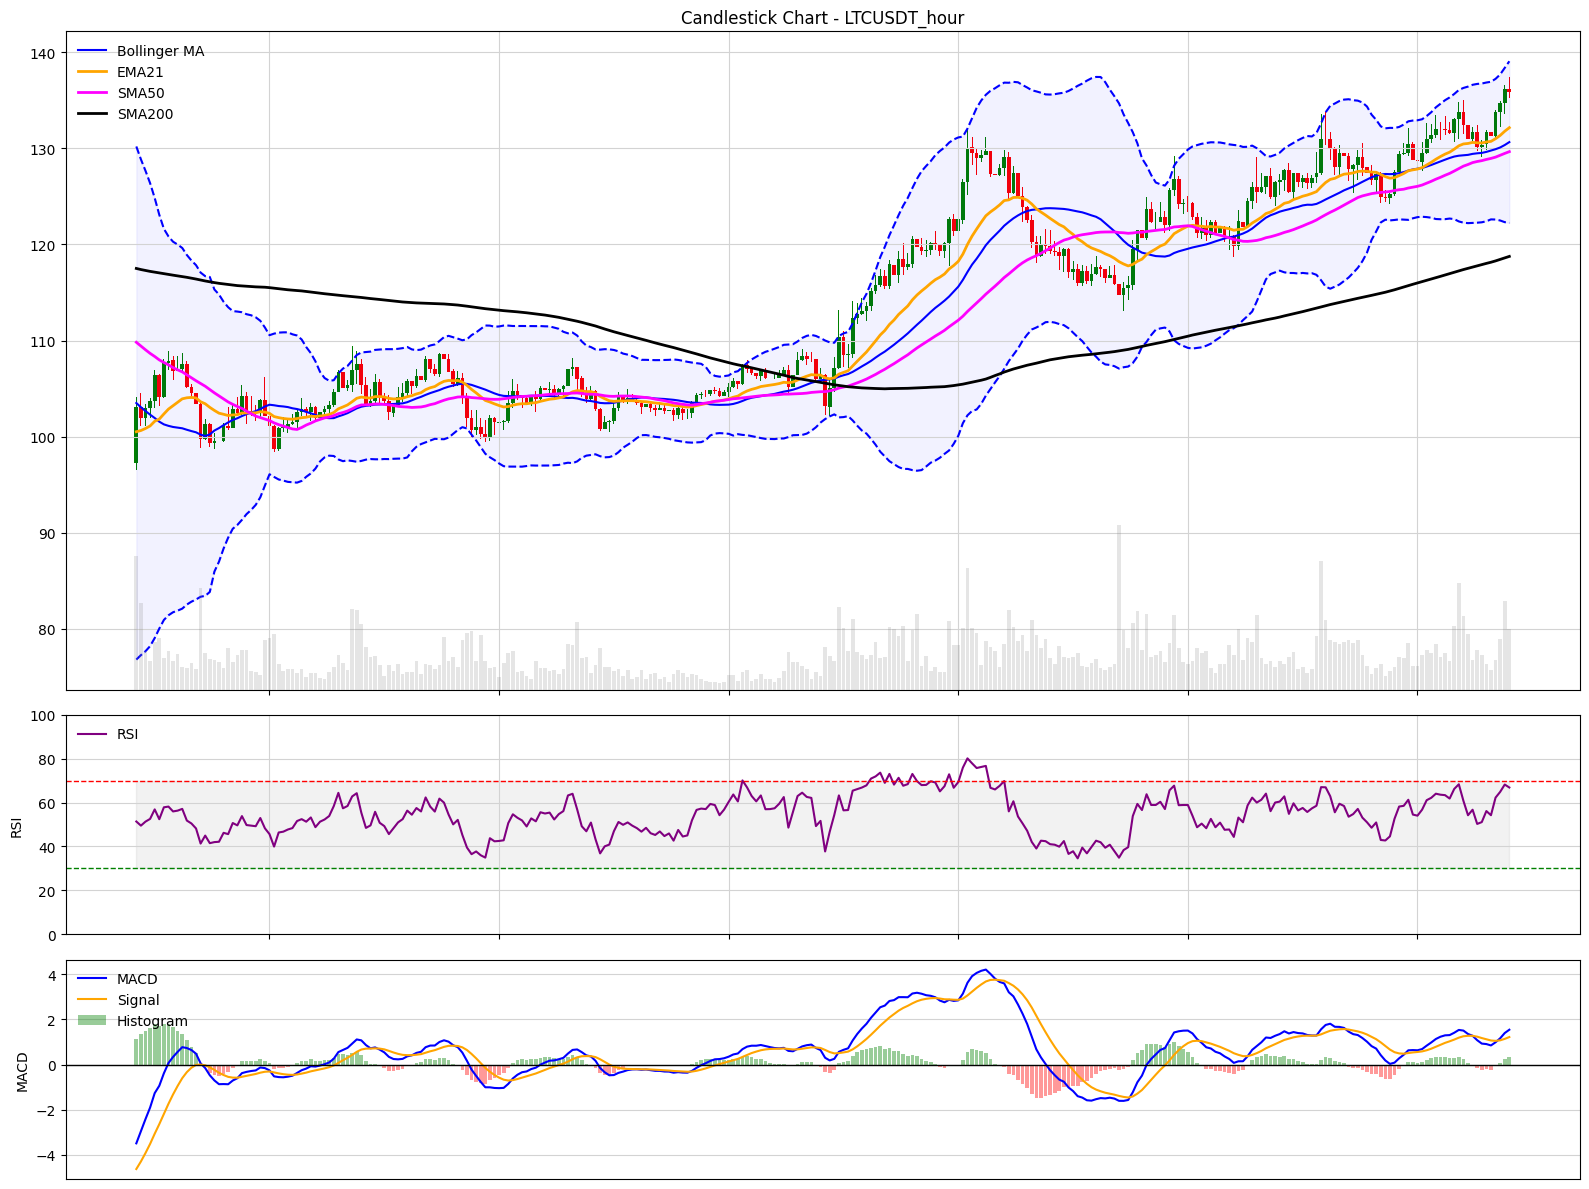 Candlestick Chart - LTCUSDT_hour
Bollinger MA
EMA21
SMA50
SMA200
140
130
120
110
100
90
80
RSI
100
80
60
40
20
0
RSI
MACD
Signal
Histogram
4
2
0
−2
−4
MACD